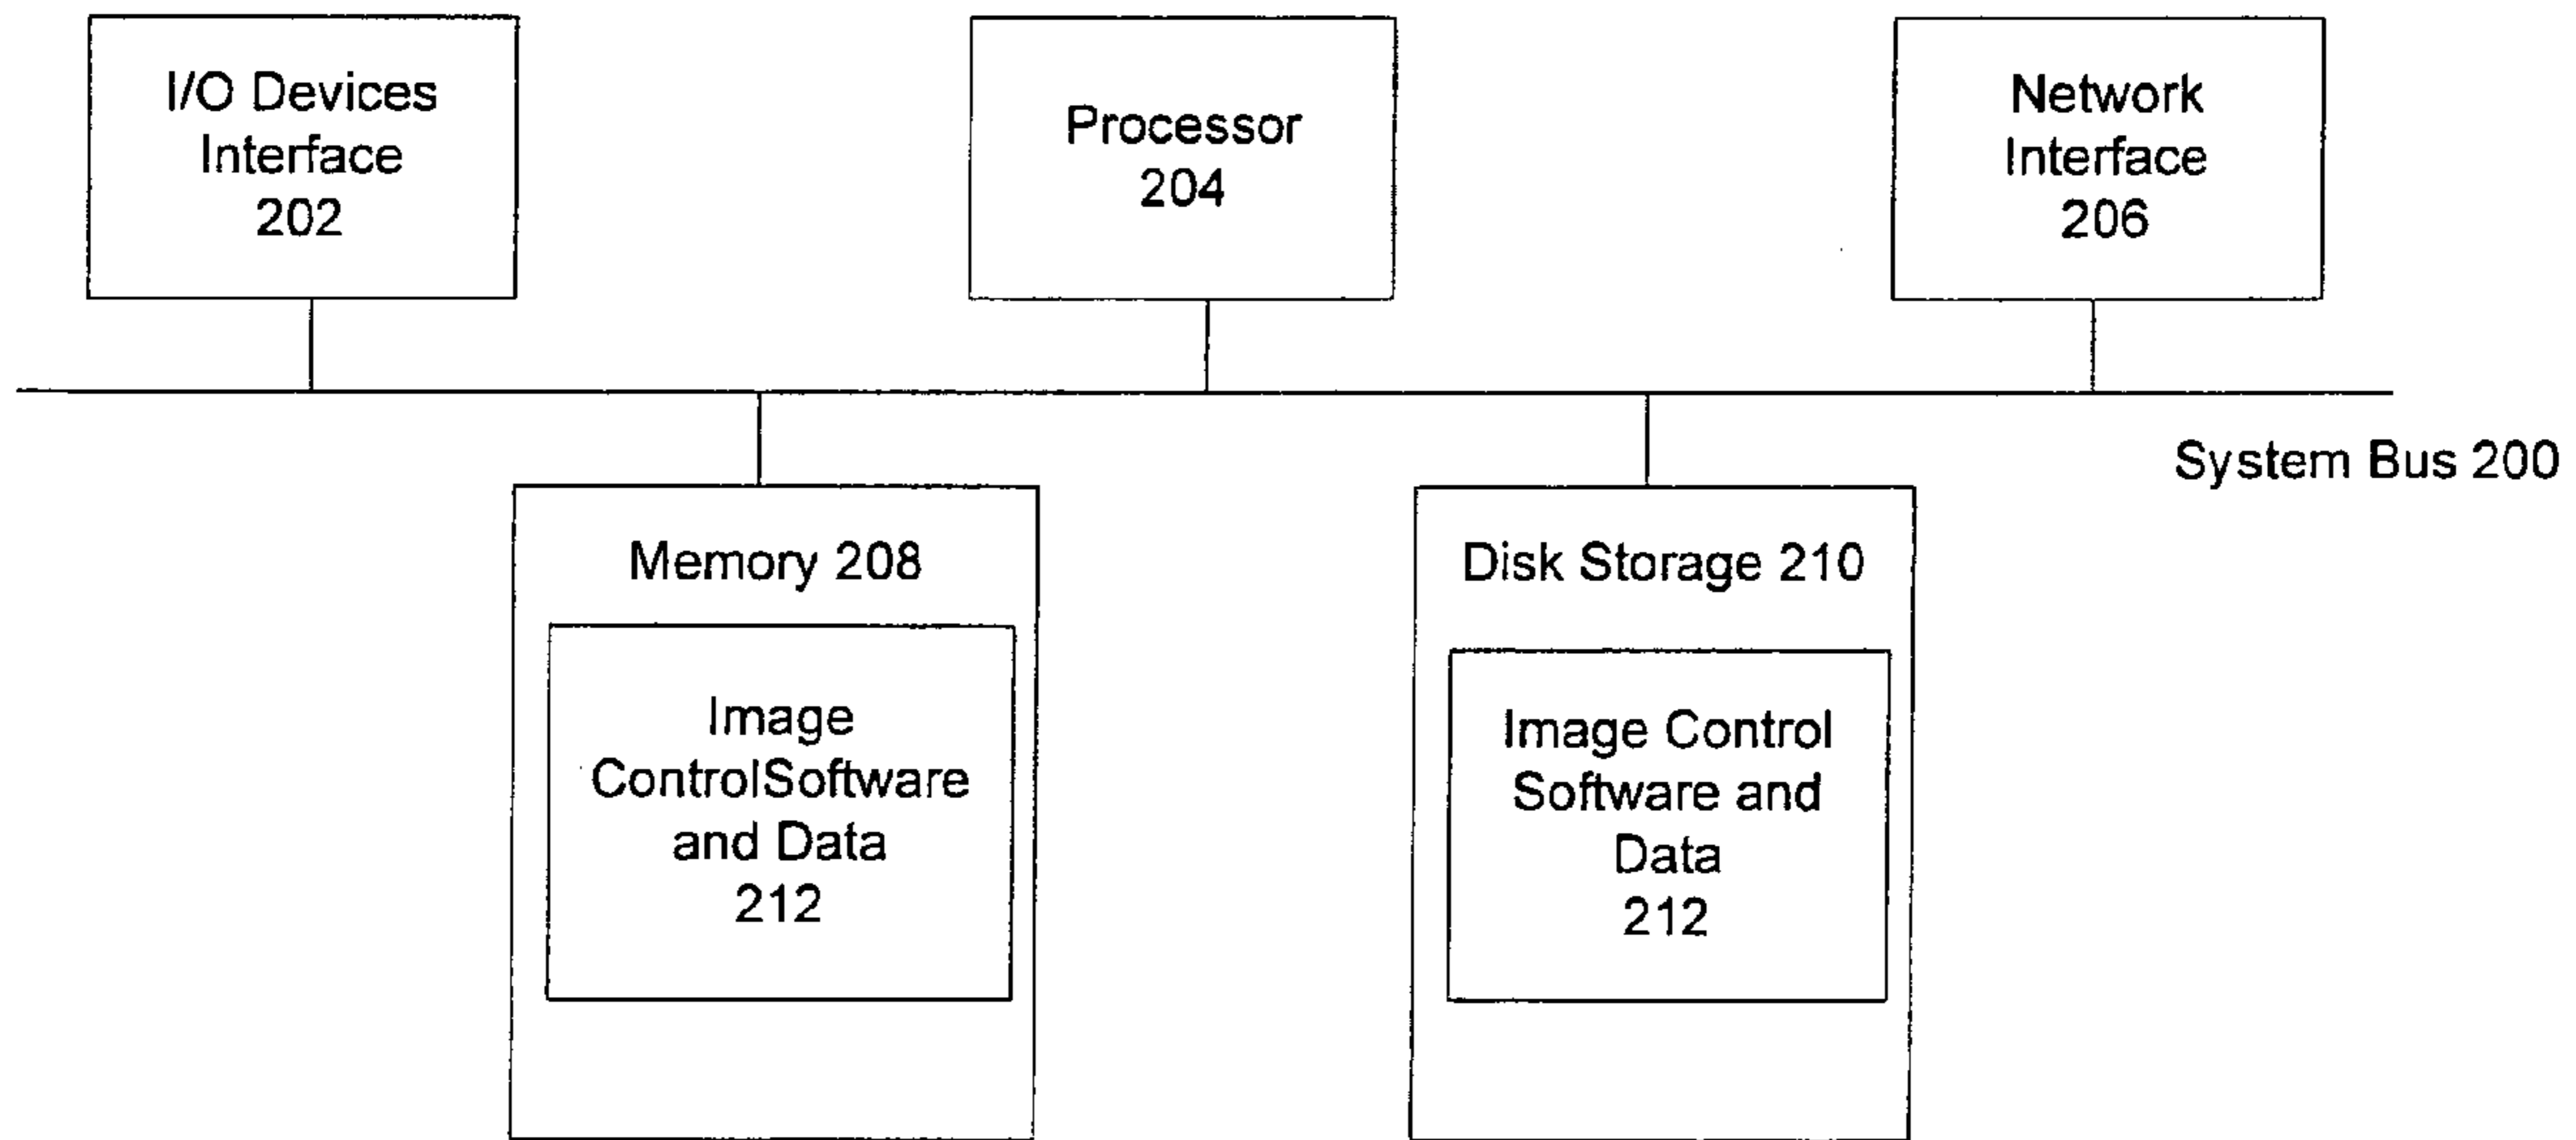 I/O Devices
Interface
202
Processor
204
Network
Interface
206
System Bus 200
Memory 208
Image
ControlSoftware
and Data
212
Disk Storage 210
Image Control
Software and
Data
212